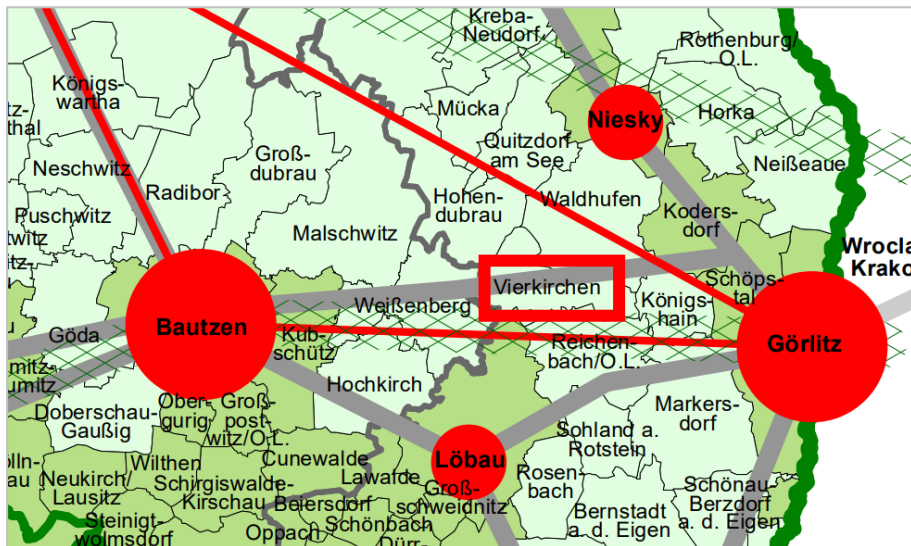 Kreba-
Neudorf
Rothenburg/
O.L.
Königs-
wartha
Mücka
Niesky
Horka
Quitzdorf
am See
Groß-
dubrau
Neschwitz
Neißeaue
Radibor
Hohen-
dubrau
Waldhufen
Puschwitz
Koders-
dorf
Malschwitz
Wrocla
Krako
Vierkirchen
Schöps-
tal
Weißenberg
Königs-
hain
Bautzen
Göda
Kub-
schütz
Görlitz
Reichen-
bach/O.L.
Hochkirch
Doberschau-
Gaußig
Ober-
gurig
Groß-
post-
witz/O.L.
Markers-
dorf
Sohland a.
Rotstein
Löbau
Cunewalde
Lawalde
Wilthen
Neukirch/
Lausitz
Schirgiswalde-
Kirschau
Rosen-
bach
Groß-
schweidnitz
Schönau-
Berzdorf
a. d. Eigen
Beiersdorf
Bernstadt
a. d. Eigen
Schönbach
Steinigt-
wolmsdorf
Oppach
Dürr-